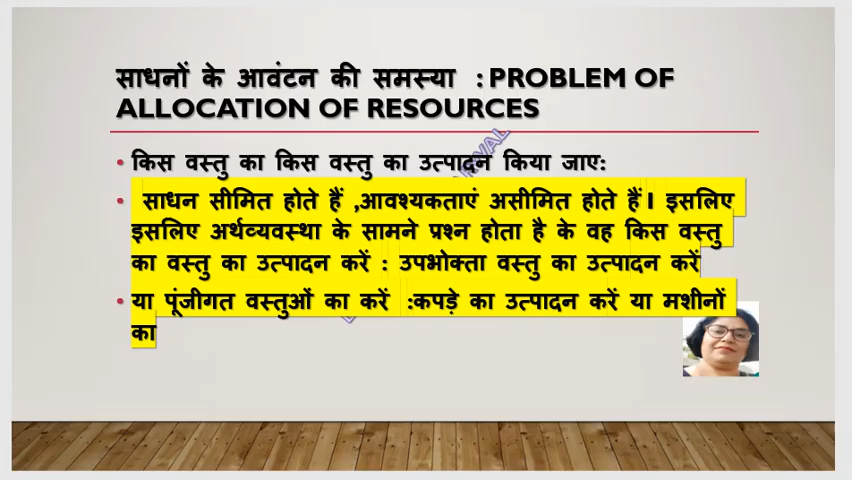 साधनों के आवंटन की समस्या : PROBLEM OF
ALLOCATION OF RESOURCES
• किस वस्तु का किस वस्तु का उत्पादन किया जाए:
• साधन सीमित होते हैं ,आवश्यकताएं असीमित होते हैं I इसलिए
इसलिए अर्थव्यवस्था के सामने प्रश्न होता है के वह किस वस्तु
का वस्तु का उत्पादन करें : उपभोक्ता वस्तु का उत्पादन करें
• या पूंजीगत वस्तुओं का करें :कपड़े का उत्पादन करें या मशीनों
का